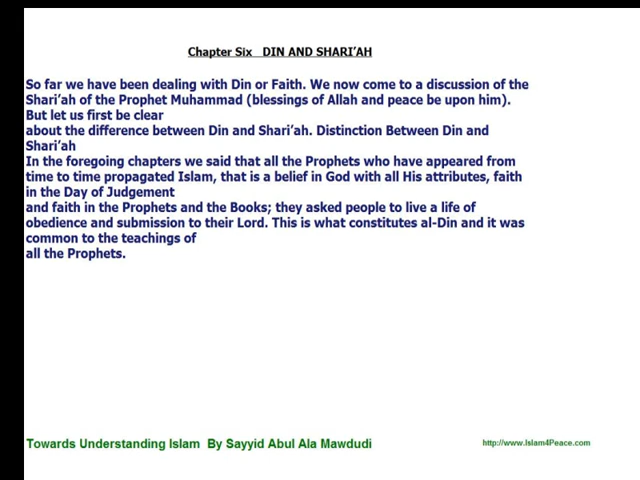 Chapter Six   DIN AND SHARI’AH
So far we have been dealing with Din or Faith. We now come to a discussion of the
Shari’ah of the Prophet Muhammad (blessings of Allah and peace be upon him).
But let us first be clear
about the difference between Din and Shari’ah. Distinction Between Din and
Shari’ah
In the foregoing chapters we said that all the Prophets who have appeared from
time to time propagated Islam, that is a belief in God with all His attributes, faith
in the Day of Judgement
and faith in the Prophets and the Books; they asked people to live a life of
obedience and submission to their Lord. This is what constitutes al-Din and it was
common to the teachings of
all the Prophets.
Towards Understanding Islam  By Sayyid Abul Ala Mawdudi
http://www.Islam4Peace.com